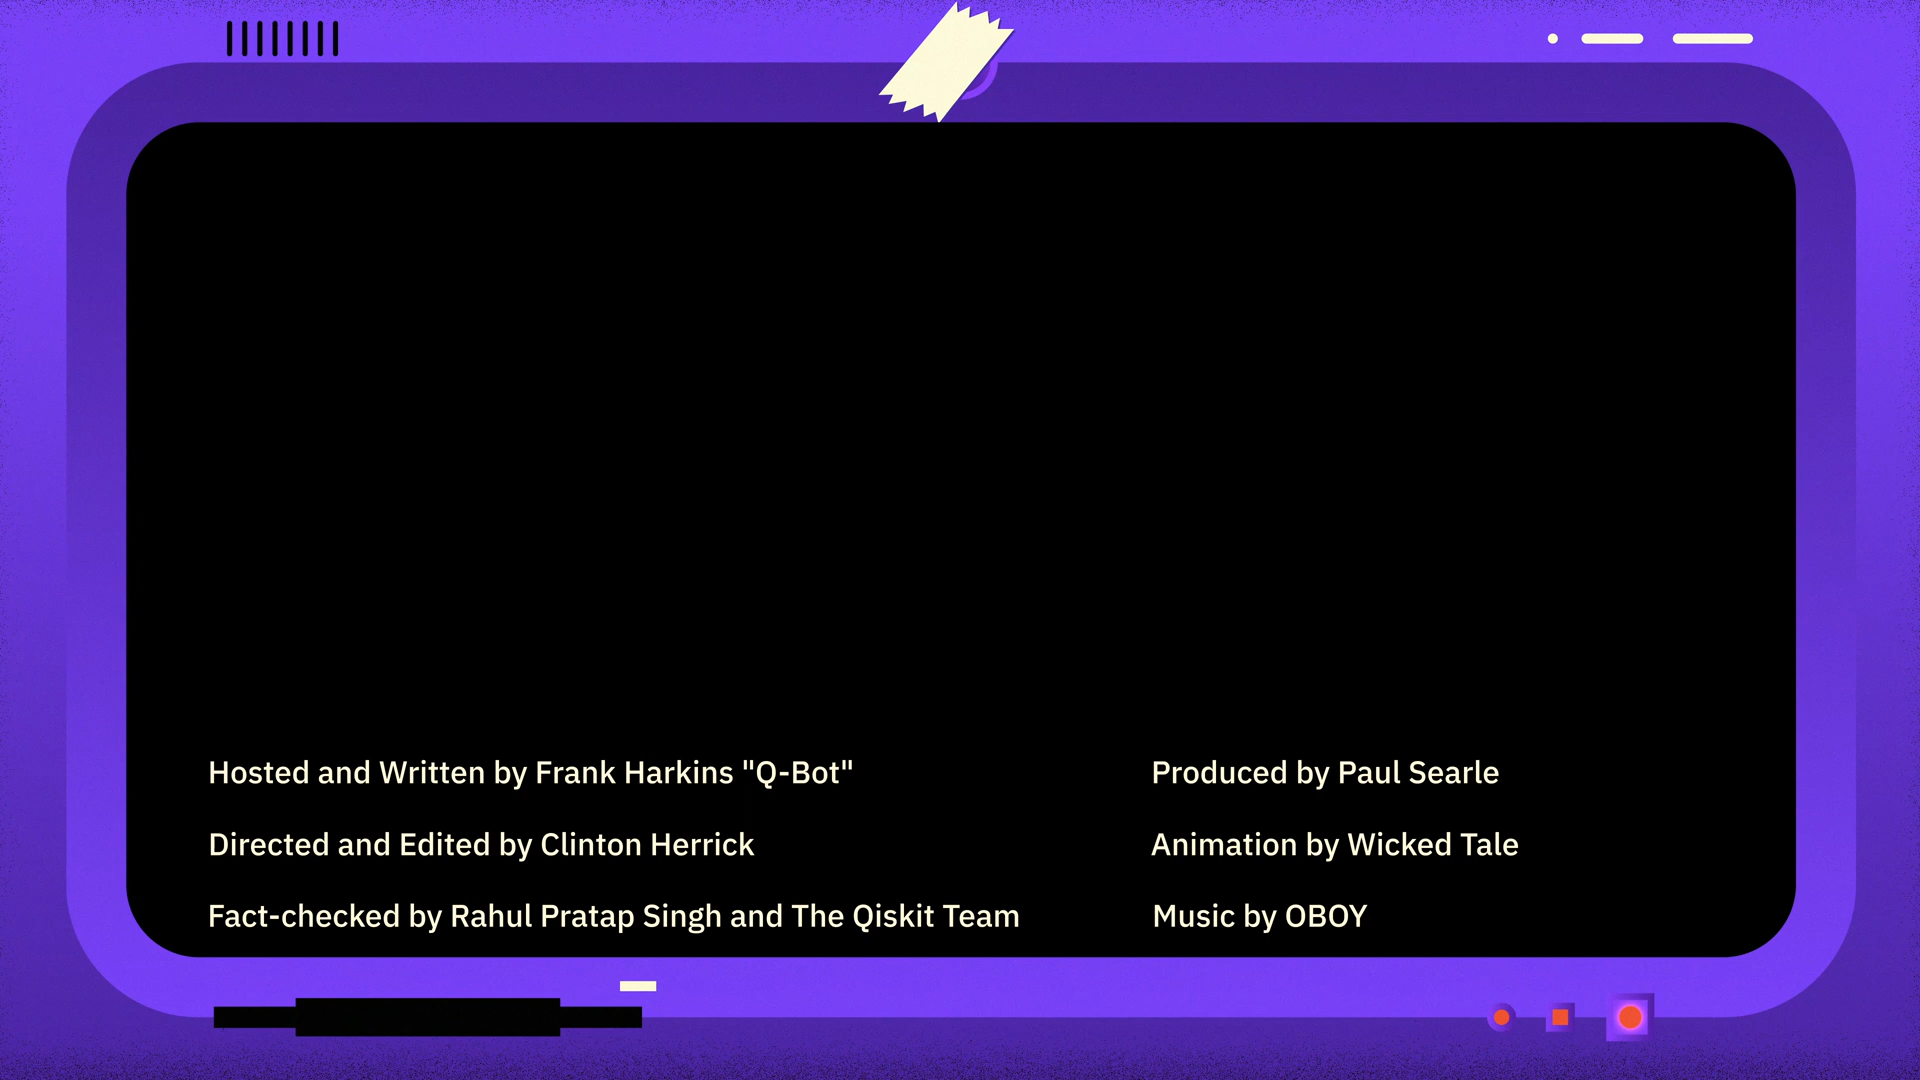 Hosted and Written by Frank Harkins "Q-Bot"
Directed and Edited by Clinton Herrick
Fact-checked by Rahul Pratap Singh and The Qiskit Team
Produced by Paul Searle
Animation by Wicked Tale
Music by OBOY